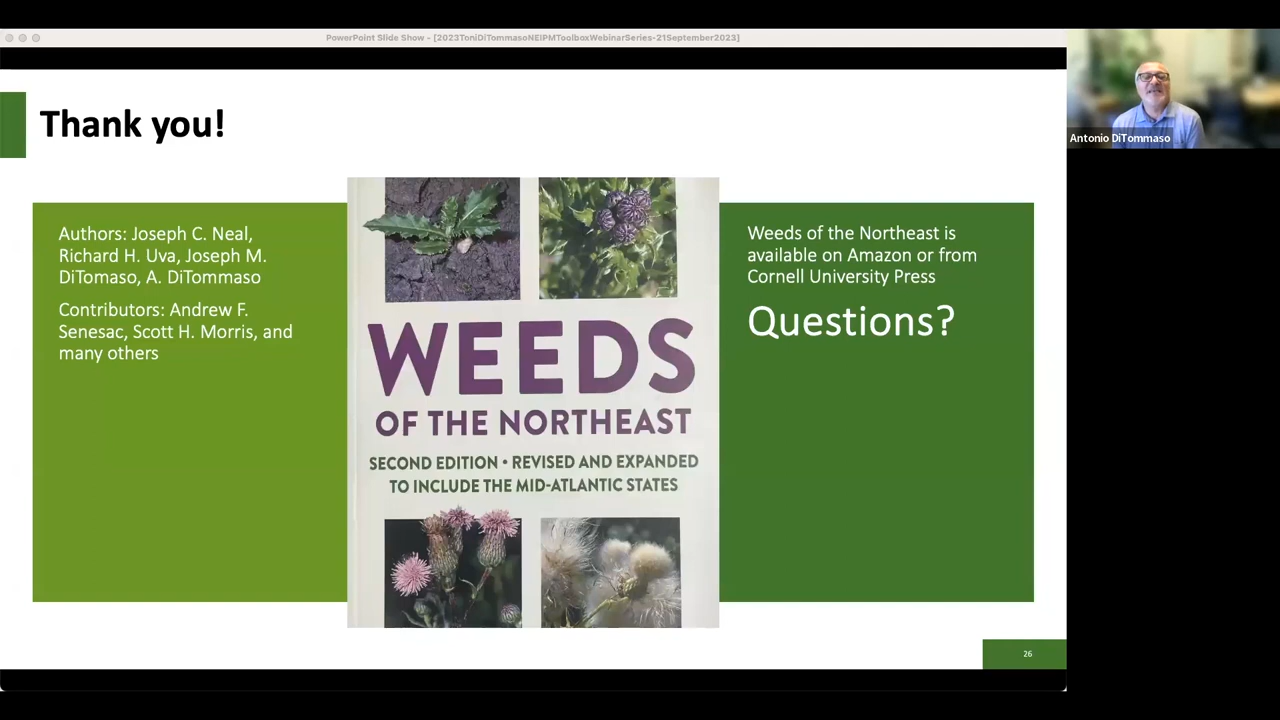 PowerPoint Slide Show - [2023ToniDiTommasoNEIPMToolboxWebinarSeries-21September2023]
Antonio DiTommaso
Thank you!
Authors: Joseph C. Neal,
Richard H. Uva, Joseph M.
DiTomaso, A. DiTommaso
Contributors: Andrew F.
Senesac, Scott H. Morris, and
many others
WEEDS
OF THE NORTHEAST
SECOND EDITION • REVISED AND EXPANDED
TO INCLUDE THE MID-ATLANTIC STATES
Weeds of the Northeast is
available on Amazon or from
Cornell University Press
Questions?
26